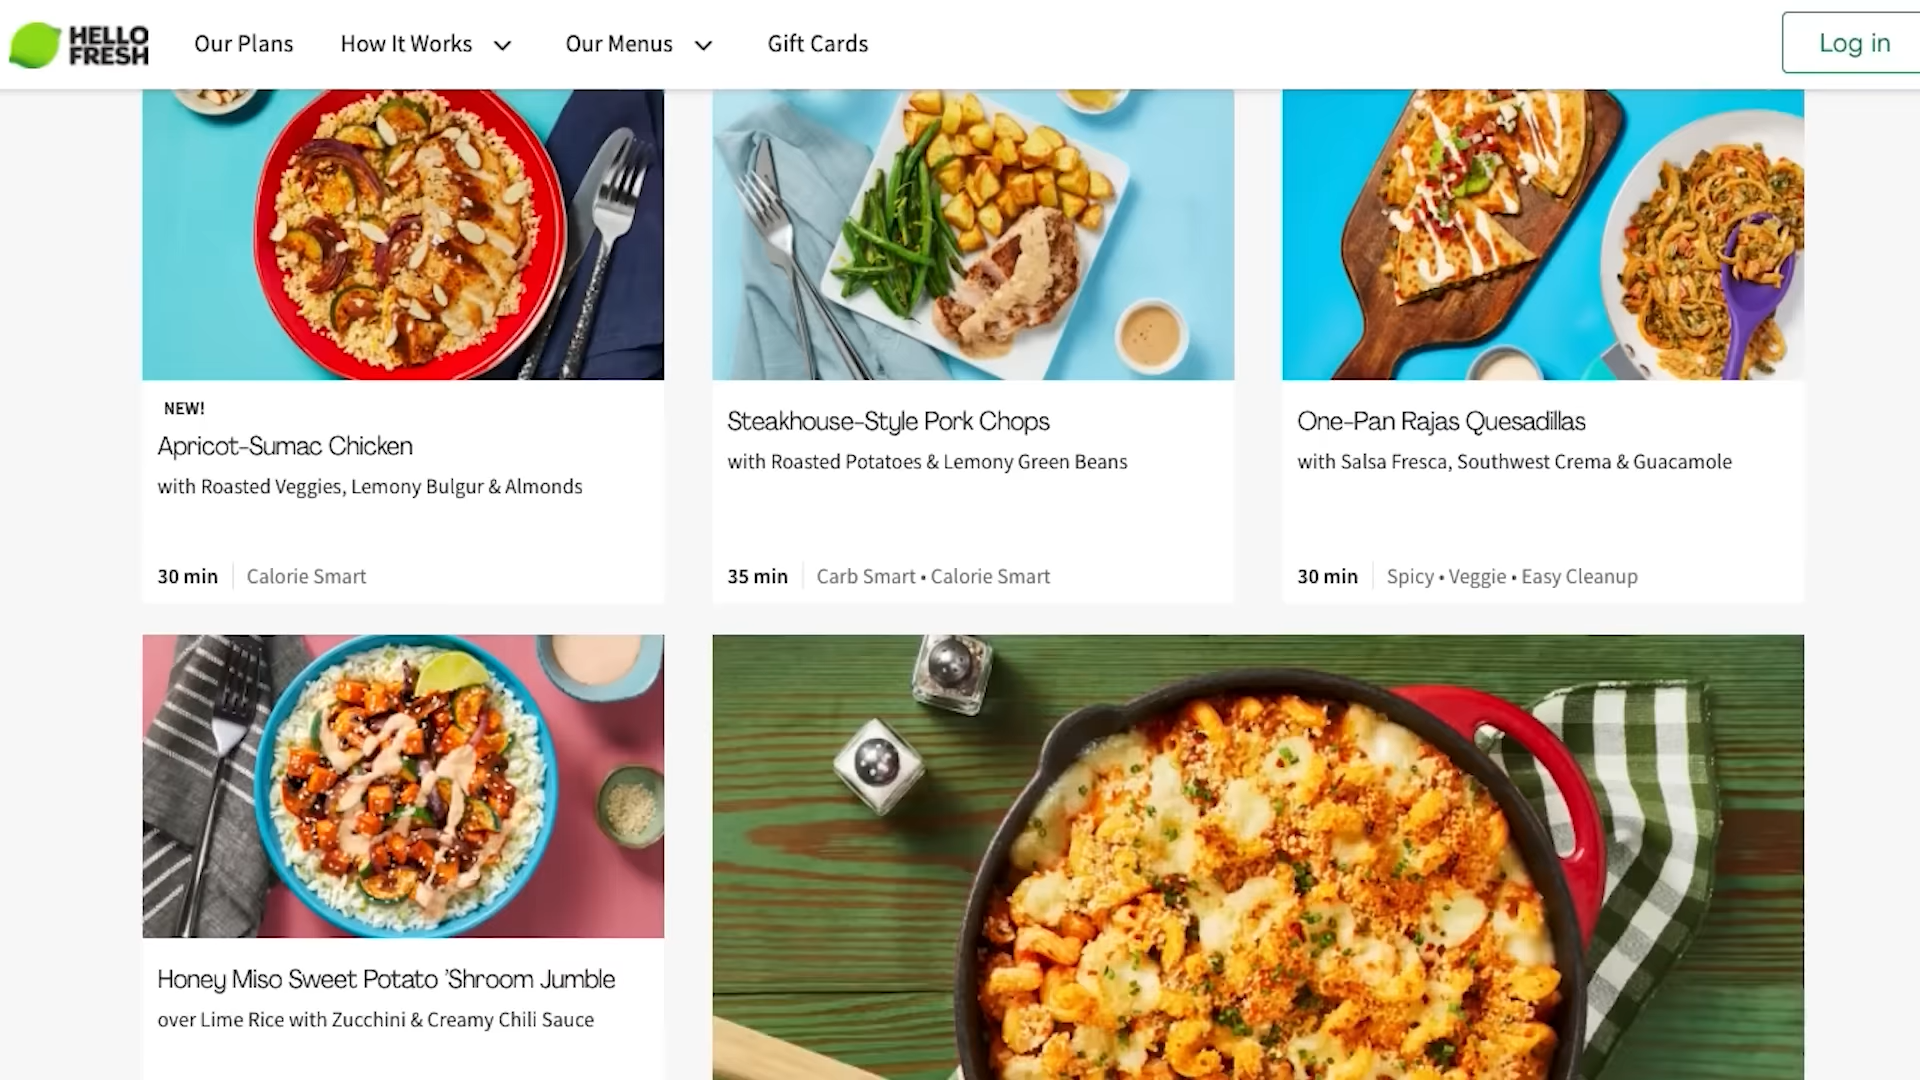 HELLO
FRESH
Our Plans
How It Works
Our Menus
Gift Cards
Log in
NEW!
Apricot-Sumac Chicken
with Roasted Veggies, Lemony Bulgur & Almonds
30 min
Calorie Smart
Steakhouse-Style Pork Chops
with Roasted Potatoes & Lemony Green Beans
35 min
Carb Smart • Calorie Smart
One-Pan Rajas Quesadillas
with Salsa Fresca, Southwest Crema & Guacamole
30 min
Spicy • Veggie • Easy Cleanup
Honey Miso Sweet Potato ’Shroom Jumble
over Lime Rice with Zucchini & Creamy Chili Sauce